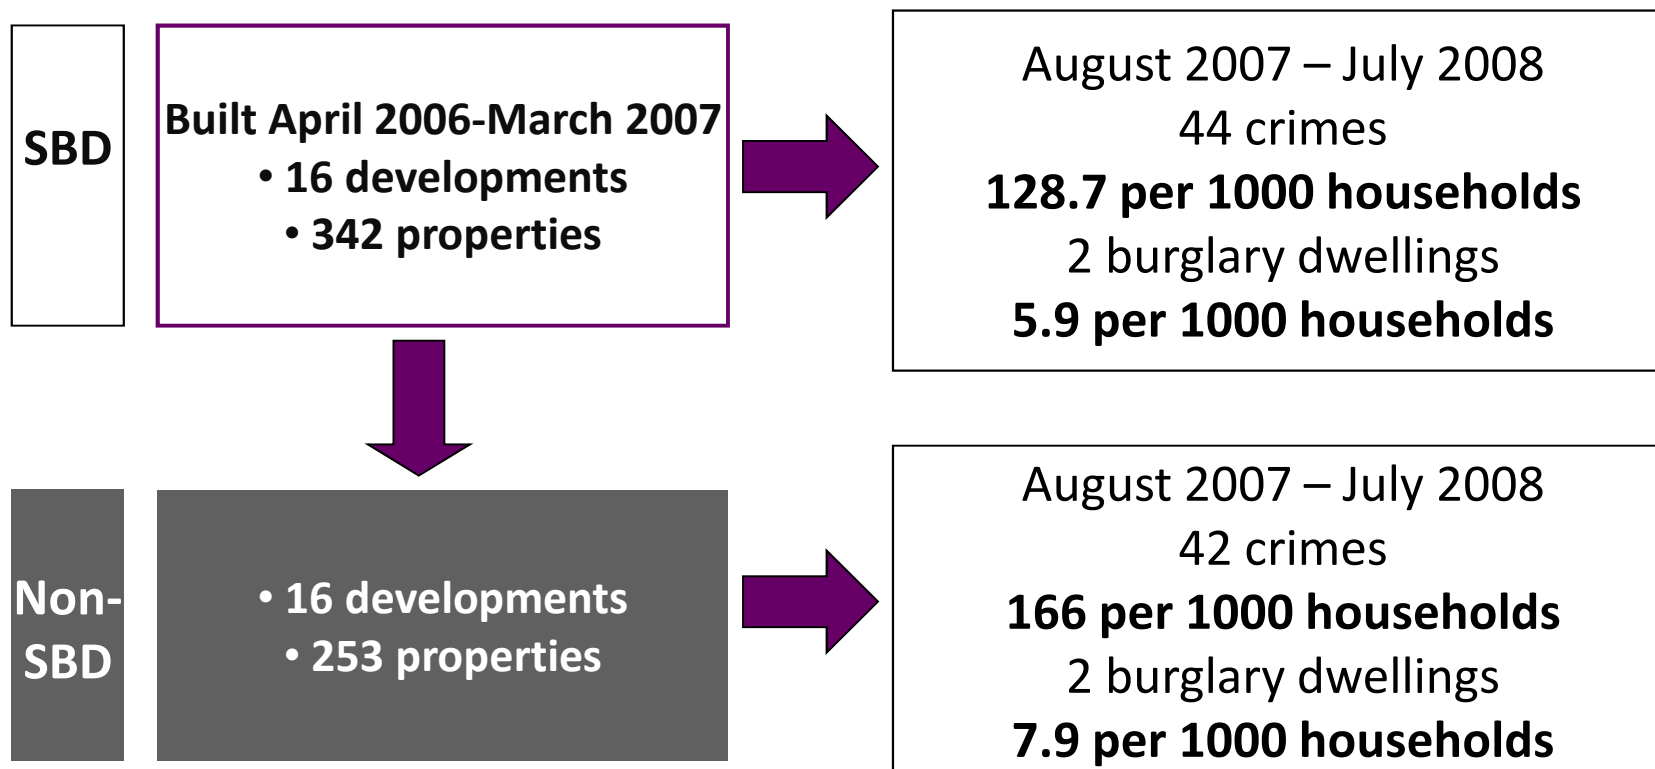 SBD
Built April 2006-March 2007
• 16 developments
• 342 properties
August 2007 – July 2008
44 crimes
128.7 per 1000 households
2 burglary dwellings
5.9 per 1000 households
Non-
SBD
• 16 developments
• 253 properties
August 2007 – July 2008
42 crimes
166 per 1000 households
2 burglary dwellings
7.9 per 1000 households